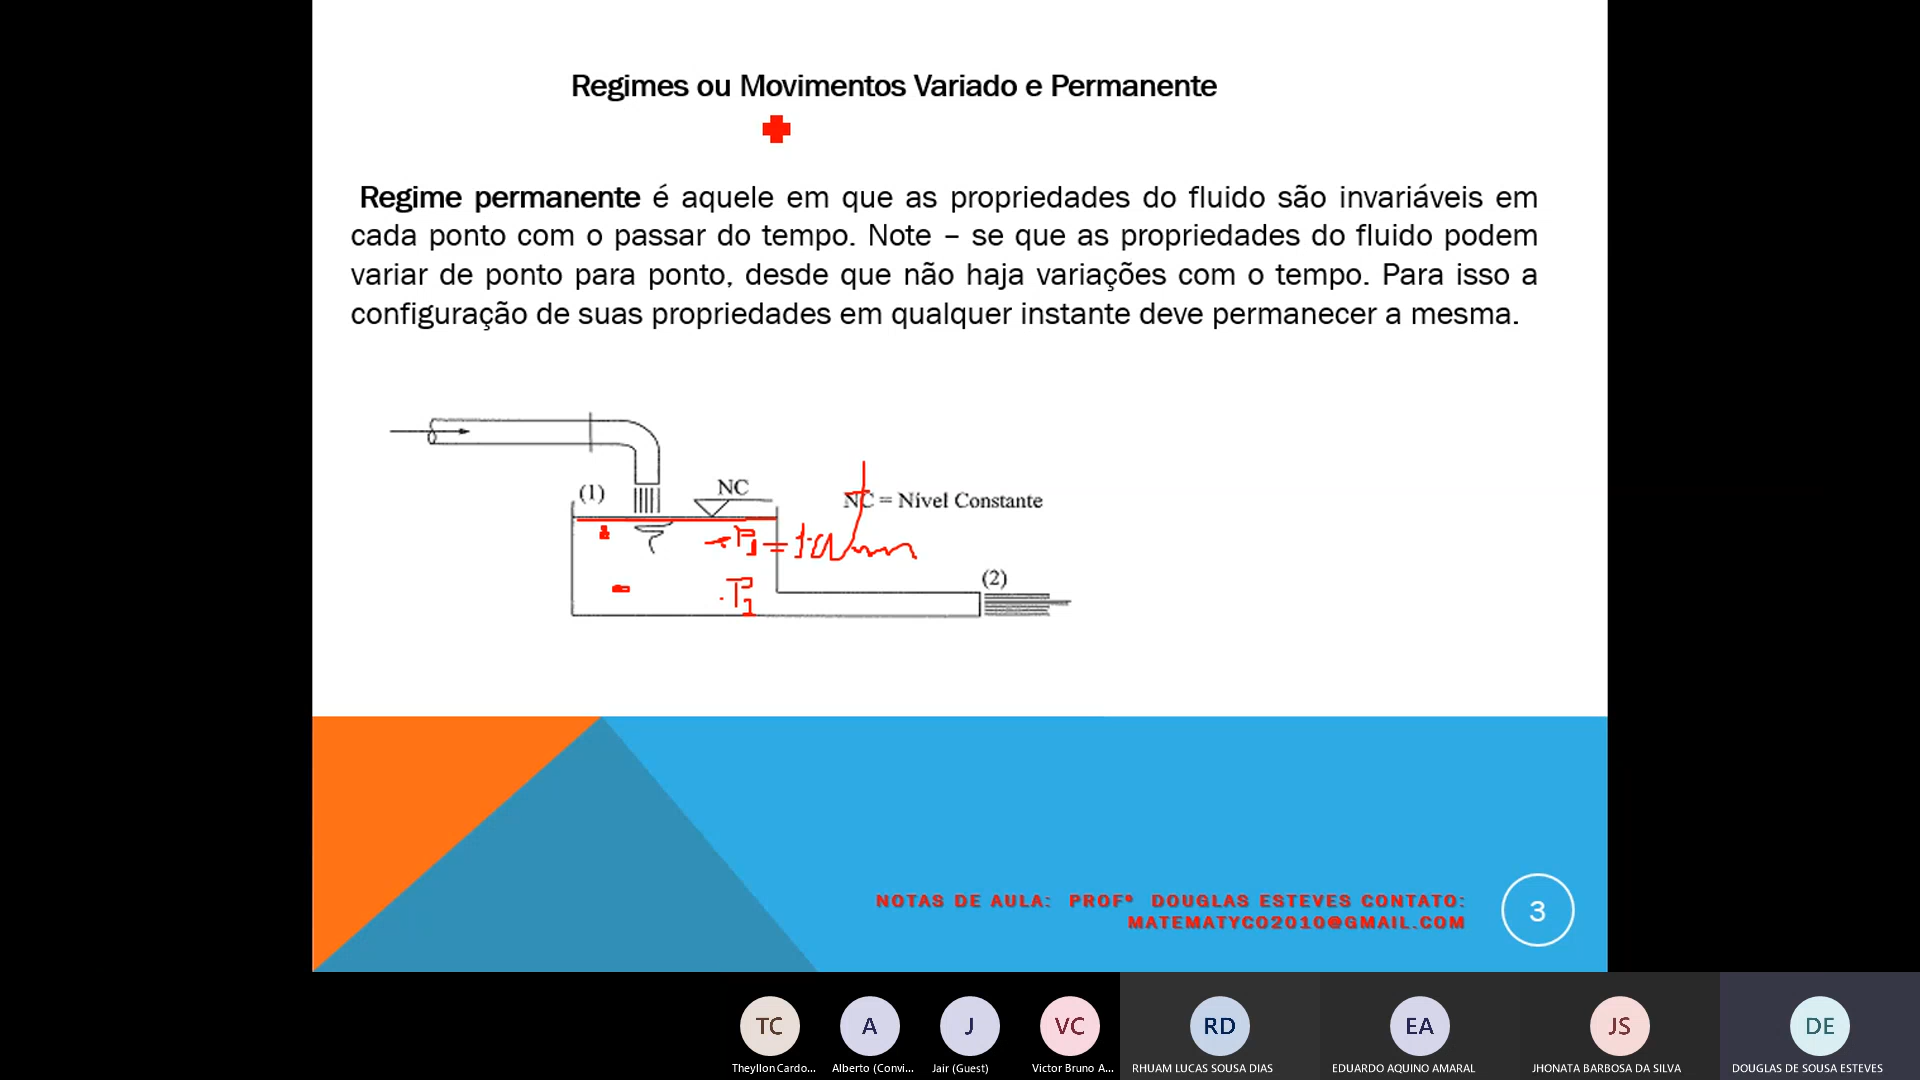 Regimes ou Movimentos Variado e Permanente
Regime permanente é aquele em que as propriedades do fluido são invariáveis em
cada ponto com o passar do tempo. Note – se que as propriedades do fluido podem
variar de ponto para ponto, desde que não haja variações com o tempo. Para isso a
configuração de suas propriedades em qualquer instante deve permanecer a mesma.
(1)
NC
NC = Nível Constante
(2)
NOTAS DE AULA: PROFº DOUGLAS ESTEVES CONTATO:
MATEMATYCO2010@GMAIL.COM
3
TC
A
J
VC
RD
EA
JS
DE
Theyllon Cardo...
Alberto (Convi...
Jair (Guest)
Victor Bruno A...
RHUAM LUCAS SOUSA DIAS
EDUARDO AQUINO AMARAL
JHONATA BARBOSA DA SILVA
DOUGLAS DE SOUSA ESTEVES